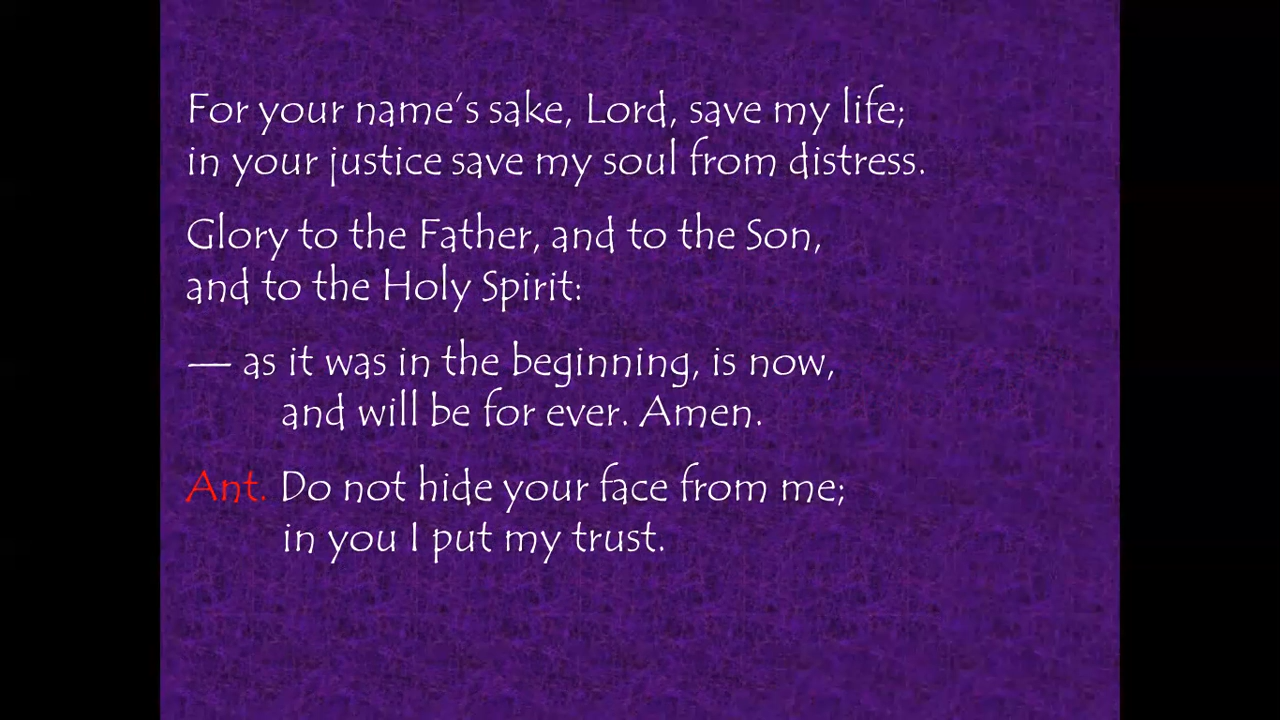 For your name's sake, Lord, save my life;
in your justice save my soul from distress.
Glory to the Father, and to the Son,
and to the Holy Spirit:
— as it was in the beginning, is now,
and will be for ever. Amen.
Ant. Do not hide your face from me;
in you I put my trust.